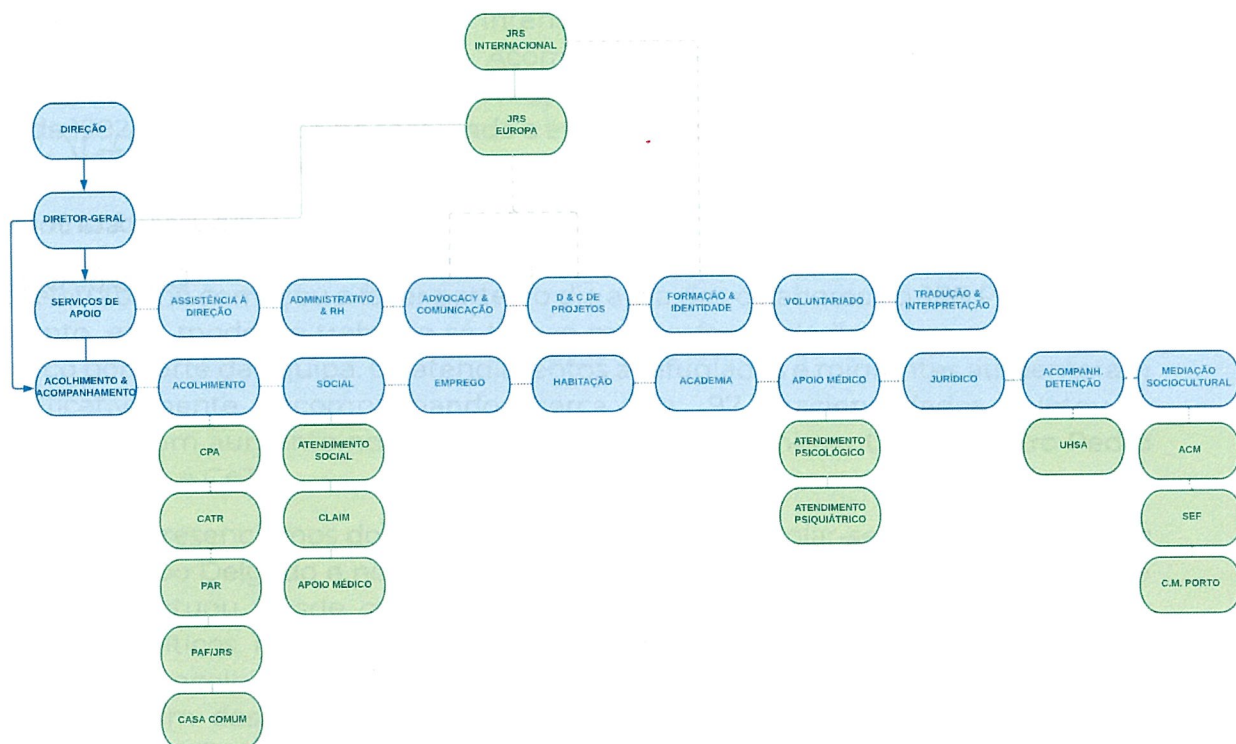 JRS
INTERNACIONAL
JRS
EUROPA
DIREÇÃO
DIRETOR-GERAL
SERVIÇOS DE
APOIO
ASSISTÊNCIA À
DIREÇÃO
ADMINISTRATIVO
& RH
ADVOCACY &
COMUNICAÇÃO
D & C DE
PROJETOS
FORMAÇÃO &
IDENTIDADE
VOLUNTARIADO
TRADUÇÃO &
INTERPRETAÇÃO
ACOLHIMENTO &
ACOMPANHAMENTO
ACOLHIMENTO
SOCIAL
EMPREGO
HABITAÇÃO
ACADEMIA
APOIO MÉDICO
JURÍDICO
ACOMPANH.
DETENÇÃO
MEDIAÇÃO
SOCIOCULTURAL
CPA
CATR
PAR
PAF/JRS
CASA COMUM
ATENDIMENTO
SOCIAL
CLAIM
APOIO MÉDICO
ATENDIMENTO
PSICOLÓGICO
ATENDIMENTO
PSIQUIÁTRICO
UHSA
ACM
SEF
C.M. PORTO